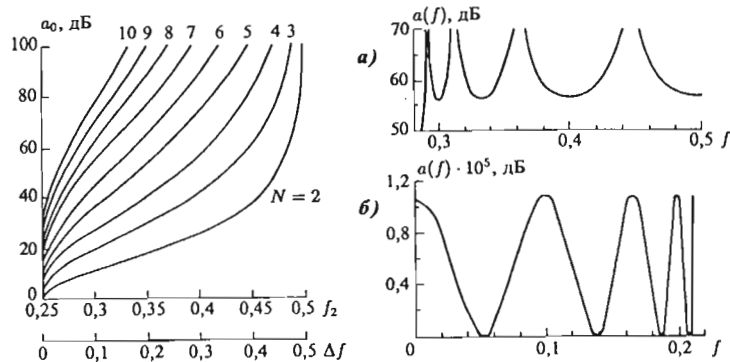 a₀, дБ
100
80
60
40
20
0
10 9 8 7 6 5 4 3
N = 2
0,25 0,3 0,35 0,4 0,45 0,5 f₂
0 0,1 0,2 0,3 0,4 0,5 Δf
a(f), дБ
а)
70
60
50
0,3 0,4 0,5 f
a(f) · 10⁵, дБ
б)
1,2
0,8
0,4
0 0,1 0,2 f